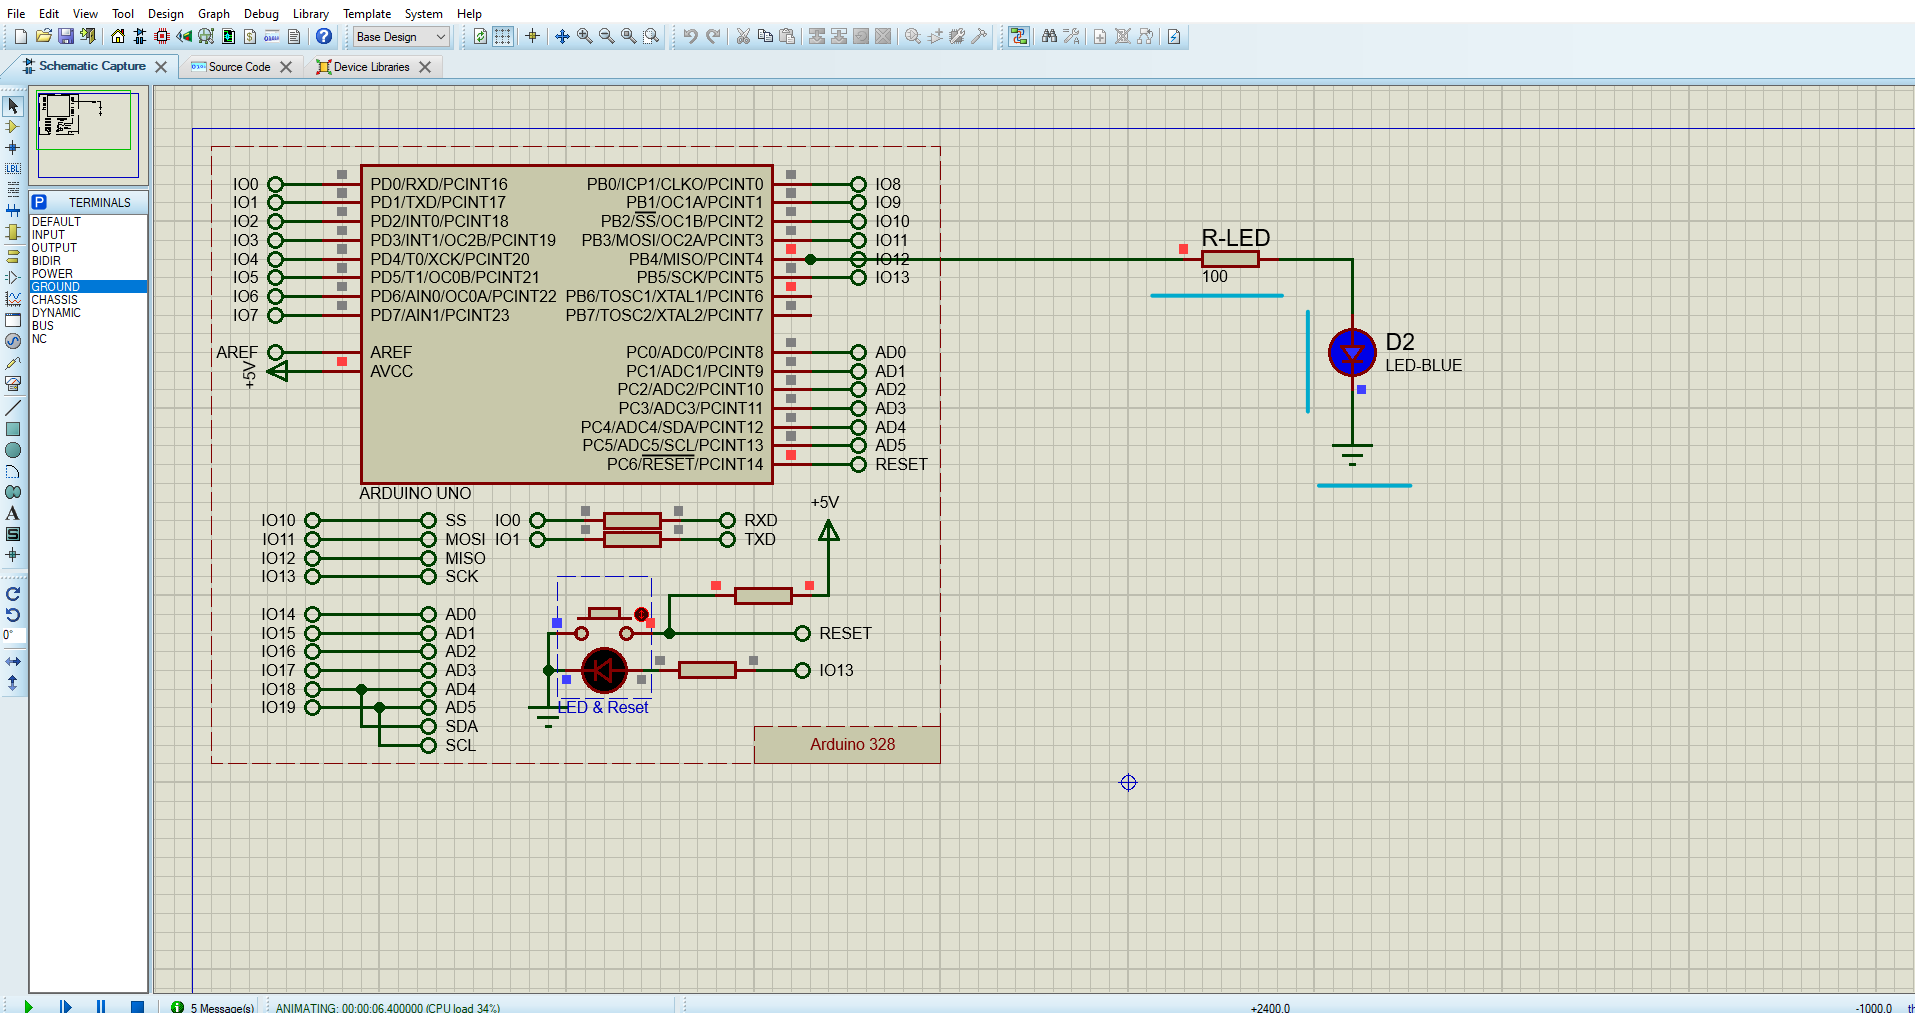 File Edit View Tool Design Graph Debug Library Template System Help
Base Design
Schematic Capture Source Code Device Libraries
TERMINALS
DEFAULT
INPUT
OUTPUT
BIDIR
POWER
GROUND
CHASSIS
DYNAMIC
BUS
NC
0°
IO0 PD0/RXD/PCINT16 PB0/ICP1/CLKO/PCINT0 IO8
IO1 PD1/TXD/PCINT17 PB1/OC1A/PCINT1 IO9
IO2 PD2/INT0/PCINT18 PB2/SS/OC1B/PCINT2 IO10
IO3 PD3/INT1/OC2B/PCINT19 PB3/MOSI/OC2A/PCINT3 IO11
IO4 PD4/T0/XCK/PCINT20 PB4/MISO/PCINT4 IO12
IO5 PD5/T1/OC0B/PCINT21 PB5/SCK/PCINT5 IO13
IO6 PD6/AIN0/OC0A/PCINT22 PB6/TOSC1/XTAL1/PCINT6
IO7 PD7/AIN1/PCINT23 PB7/TOSC2/XTAL2/PCINT7
AREF AREF PC0/ADC0/PCINT8 AD0
+5V AVCC PC1/ADC1/PCINT9 AD1
PC2/ADC2/PCINT10 AD2
PC3/ADC3/PCINT11 AD3
PC4/ADC4/SDA/PCINT12 AD4
PC5/ADC5/SCL/PCINT13 AD5
PC6/RESET/PCINT14 RESET
ARDUINO UNO
R-LED
100
D2
LED-BLUE
+5V
IO10 SS IO0 RXD
IO11 MOSI IO1 TXD
IO12 MISO
IO13 SCK
IO14 AD0
IO15 AD1
IO16 AD2
IO17 AD3
IO18 AD4
IO19 AD5
SDA
SCL
RESET
IO13
LED & Reset
Arduino 328
5 Message(s) ANIMATING: 00:00:06.400000 (CPU load 34%) +2400.0 -1000.0 th